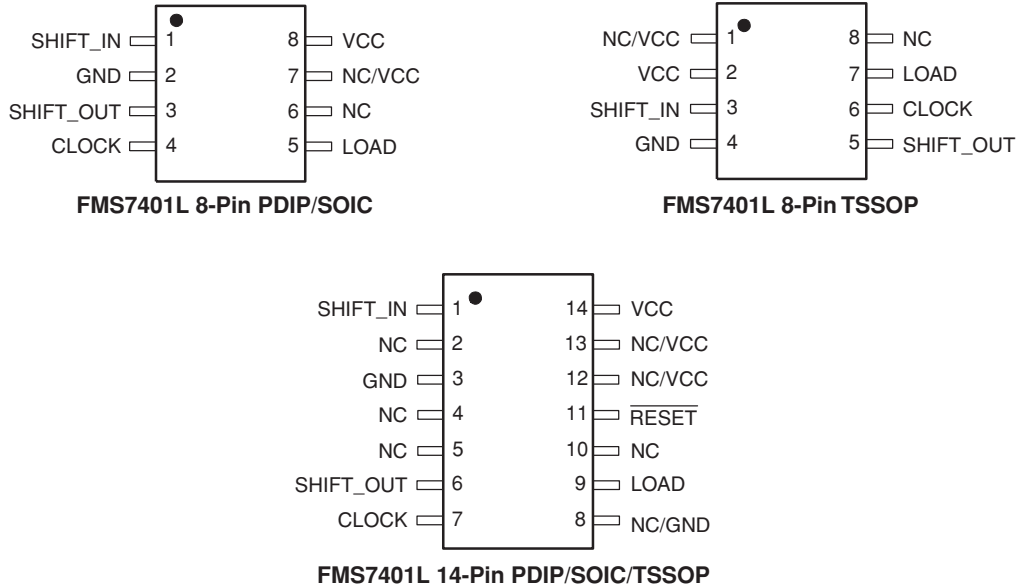 SHIFT_IN 1 8 VCC
GND 2 7 NC/VCC
SHIFT_OUT 3 6 NC
CLOCK 4 5 LOAD
FMS7401L 8-Pin PDIP/SOIC
NC/VCC 1 8 NC
VCC 2 7 LOAD
SHIFT_IN 3 6 CLOCK
GND 4 5 SHIFT_OUT
FMS7401L 8-Pin TSSOP
SHIFT_IN 1 14 VCC
NC 2 13 NC/VCC
GND 3 12 NC/VCC
NC 4 11 RESET
NC 5 10 NC
SHIFT_OUT 6 9 LOAD
CLOCK 7 8 NC/GND
FMS7401L 14-Pin PDIP/SOIC/TSSOP